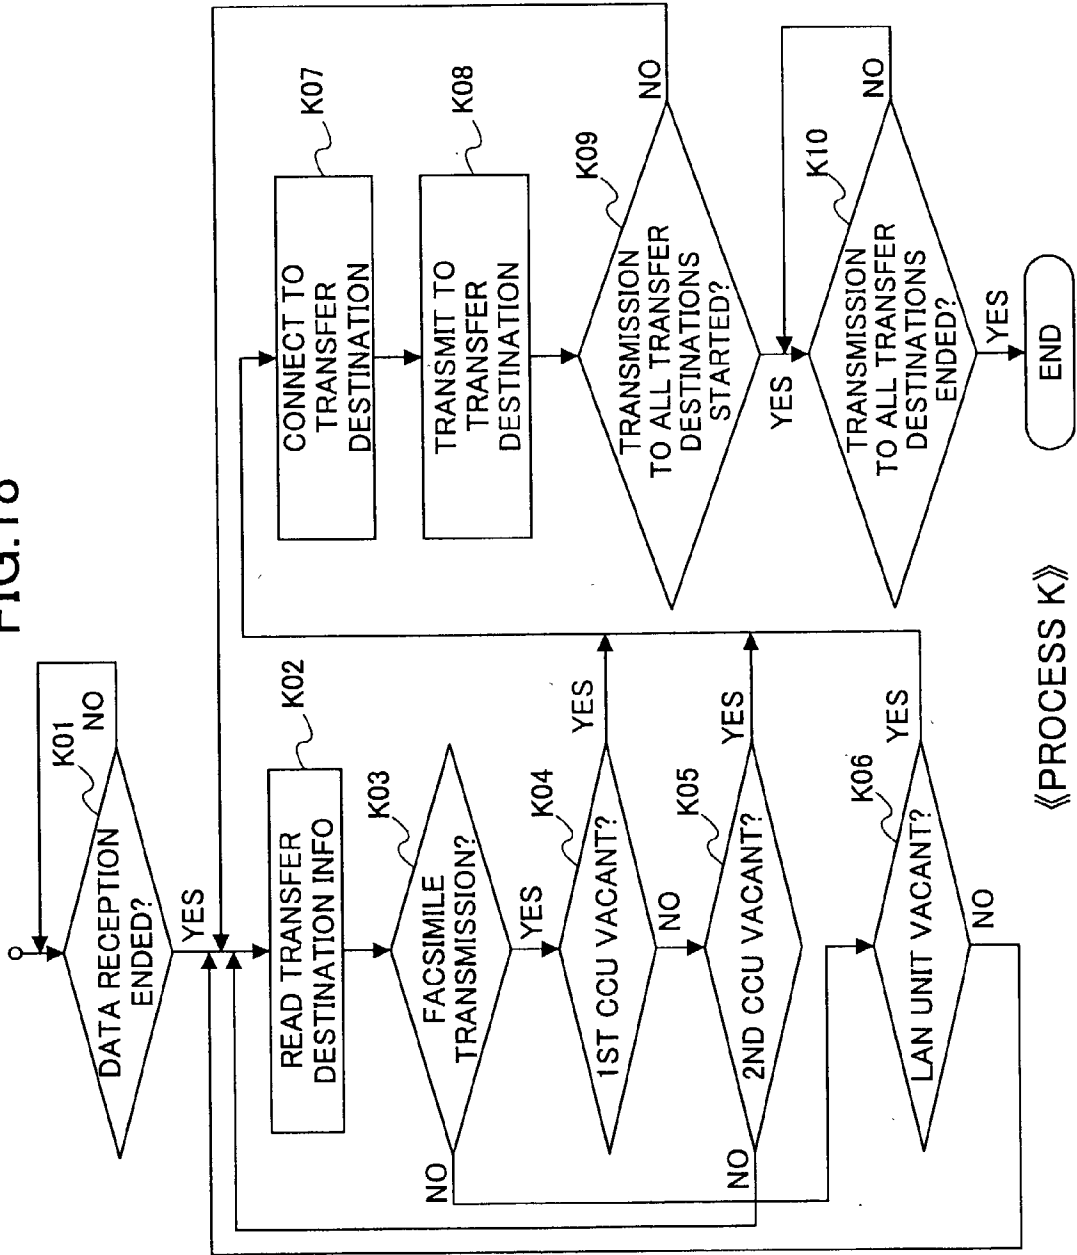 FIG.18
K01
DATA RECEPTION
ENDED?
NO
YES
K02
READ TRANSFER
DESTINATION INFO
K03
FACSIMILE
TRANSMISSION?
NO
YES
K04
1ST CCU VACANT?
YES
NO
K05
2ND CCU VACANT?
YES
NO
K06
LAN UNIT VACANT?
YES
NO
K07
CONNECT TO
TRANSFER
DESTINATION
K08
TRANSMIT TO
TRANSFER
DESTINATION
K09
TRANSMISSION
TO ALL TRANSFER
DESTINATIONS
STARTED?
NO
YES
K10
TRANSMISSION
TO ALL TRANSFER
DESTINATIONS
ENDED?
NO
YES
END
《PROCESS K》